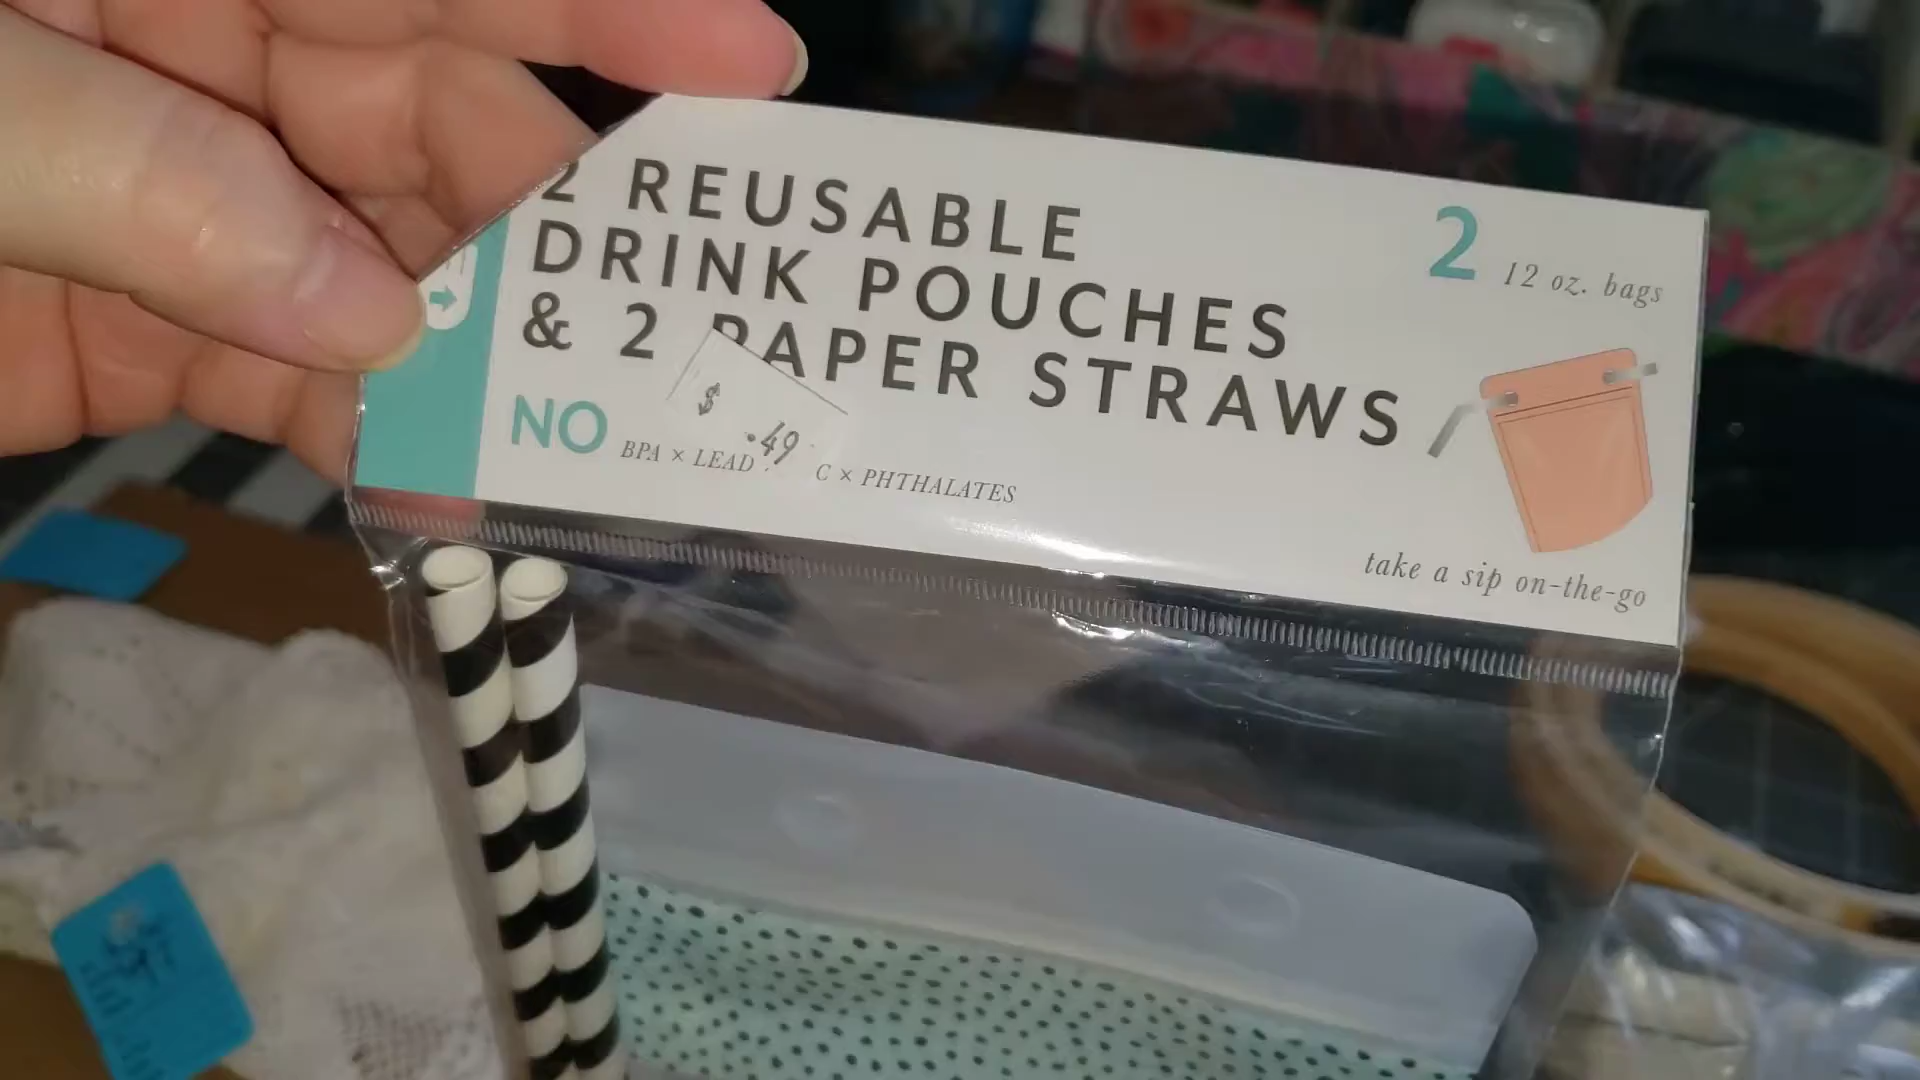 2 REUSABLE
DRINK POUCHES
& 2 PAPER STRAWS
NO BPA × LEAD C × PHTHALATES
$ .49
2 12 oz. bags
take a sip on-the-go